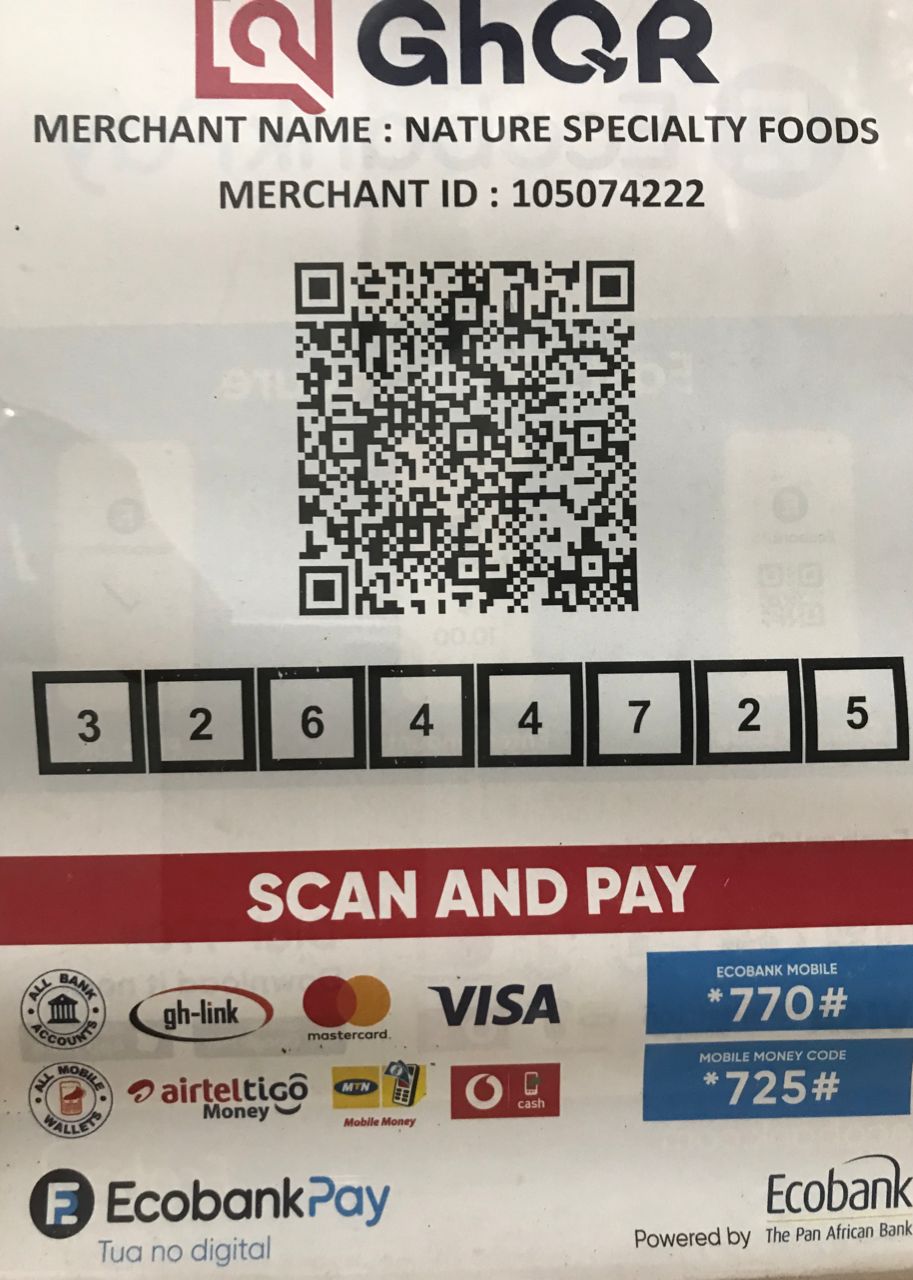 GhQR
MERCHANT NAME : NATURE SPECIALTY FOODS
MERCHANT ID : 105074222
3 2 6 4 4 7 2 5
SCAN AND PAY
ALL BANK ACCOUNTS
gh-link
mastercard.
VISA
ECOBANK MOBILE
*770#
ALL MOBILE WALLETS
airteltigo
Money
MTN
Mobile Money
cash
MOBILE MONEY CODE
*725#
EcobankPay
Tua no digital
Powered by
Ecobank
The Pan African Bank